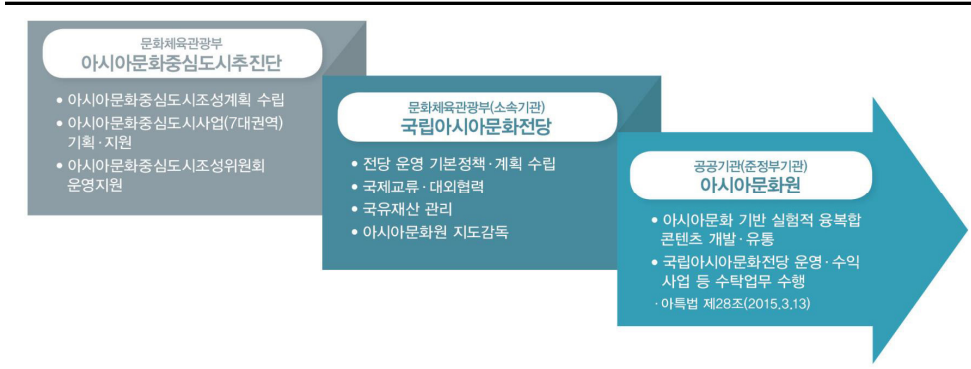 문화체육관광부
아시아문화중심도시추진단
• 아시아문화중심도시조성계획 수립
• 아시아문화중심도시사업(7대권역)
기획·지원
• 아시아문화중심도시조성위원회
운영지원
문화체육관광부(소속기관)
국립아시아문화전당
• 전당 운영 기본정책·계획 수립
• 국제교류·대외협력
• 국유재산 관리
• 아시아문화원 지도감독
공공기관(준정부기관)
아시아문화원
• 아시아문화 기반 실험적 융복합
콘텐츠 개발·유통
• 국립아시아문화전당 운영·수익
사업 등 수탁업무 수행
· 아특법 제28조(2015.3.13)